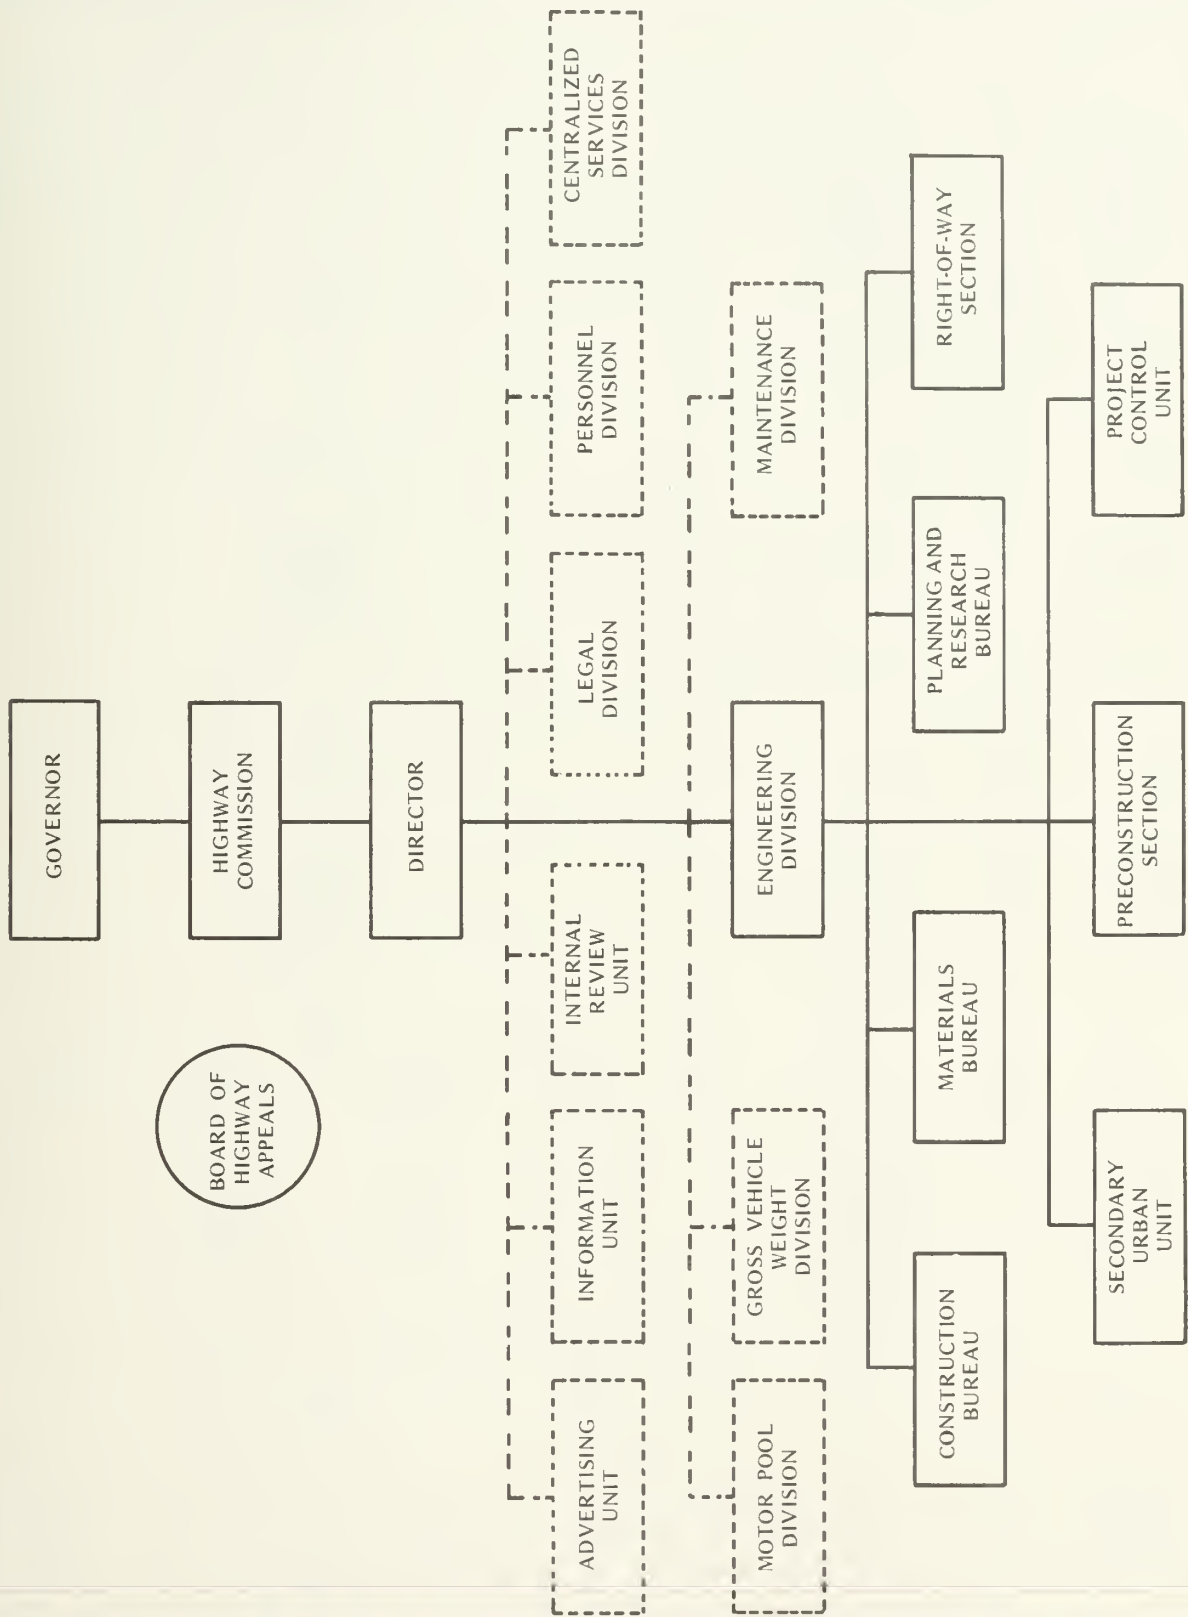 GOVERNOR
BOARD OF
HIGHWAY
APPEALS
HIGHWAY
COMMISSION
DIRECTOR
ADVERTISING
UNIT
INFORMATION
UNIT
INTERNAL
REVIEW
UNIT
LEGAL
DIVISION
PERSONNEL
DIVISION
CENTRALIZED
SERVICES
DIVISION
MOTOR POOL
DIVISION
GROSS VEHICLE
WEIGHT
DIVISION
ENGINEERING
DIVISION
MAINTENANCE
DIVISION
CONSTRUCTION
BUREAU
MATERIALS
BUREAU
PLANNING AND
RESEARCH
BUREAU
RIGHT-OF-WAY
SECTION
SECONDARY
URBAN
UNIT
PRECONSTRUCTION
SECTION
PROJECT
CONTROL
UNIT